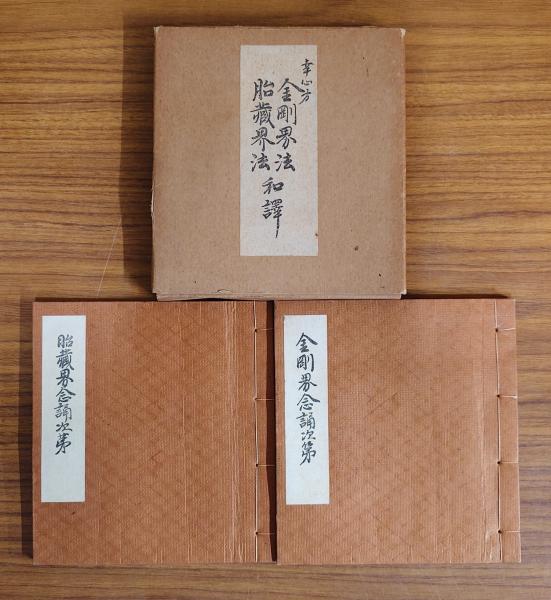 幸心方
金剛界法
胎藏界法
和譯
金剛界念誦次第
胎藏界念誦次第